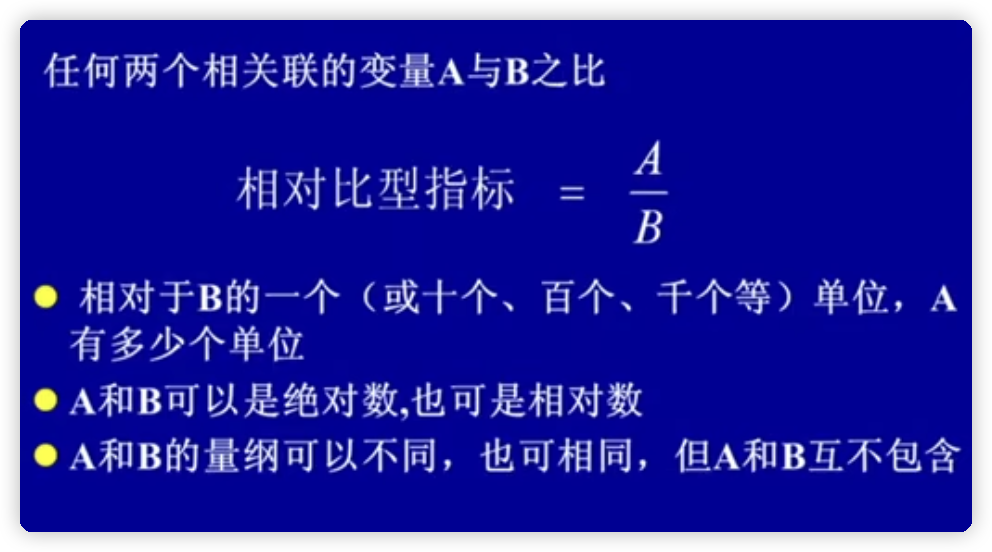 任何两个相关联的变量A与B之比
相对比型指标 = A/B
● 相对于B的一个（或十个、百个、千个等）单位，A
有多少个单位
● A和B可以是绝对数,也可是相对数
● A和B的量纲可以不同，也可相同，但A和B互不包含